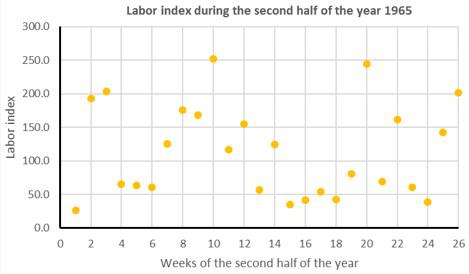 Labor index during the second half of the year 1965
300.0
250.0
200.0
150.0
100.0
50.0
0.0
Labor index
0 2 4 6 8 10 12 14 16 18 20 22 24 26
Weeks of the second half of the year